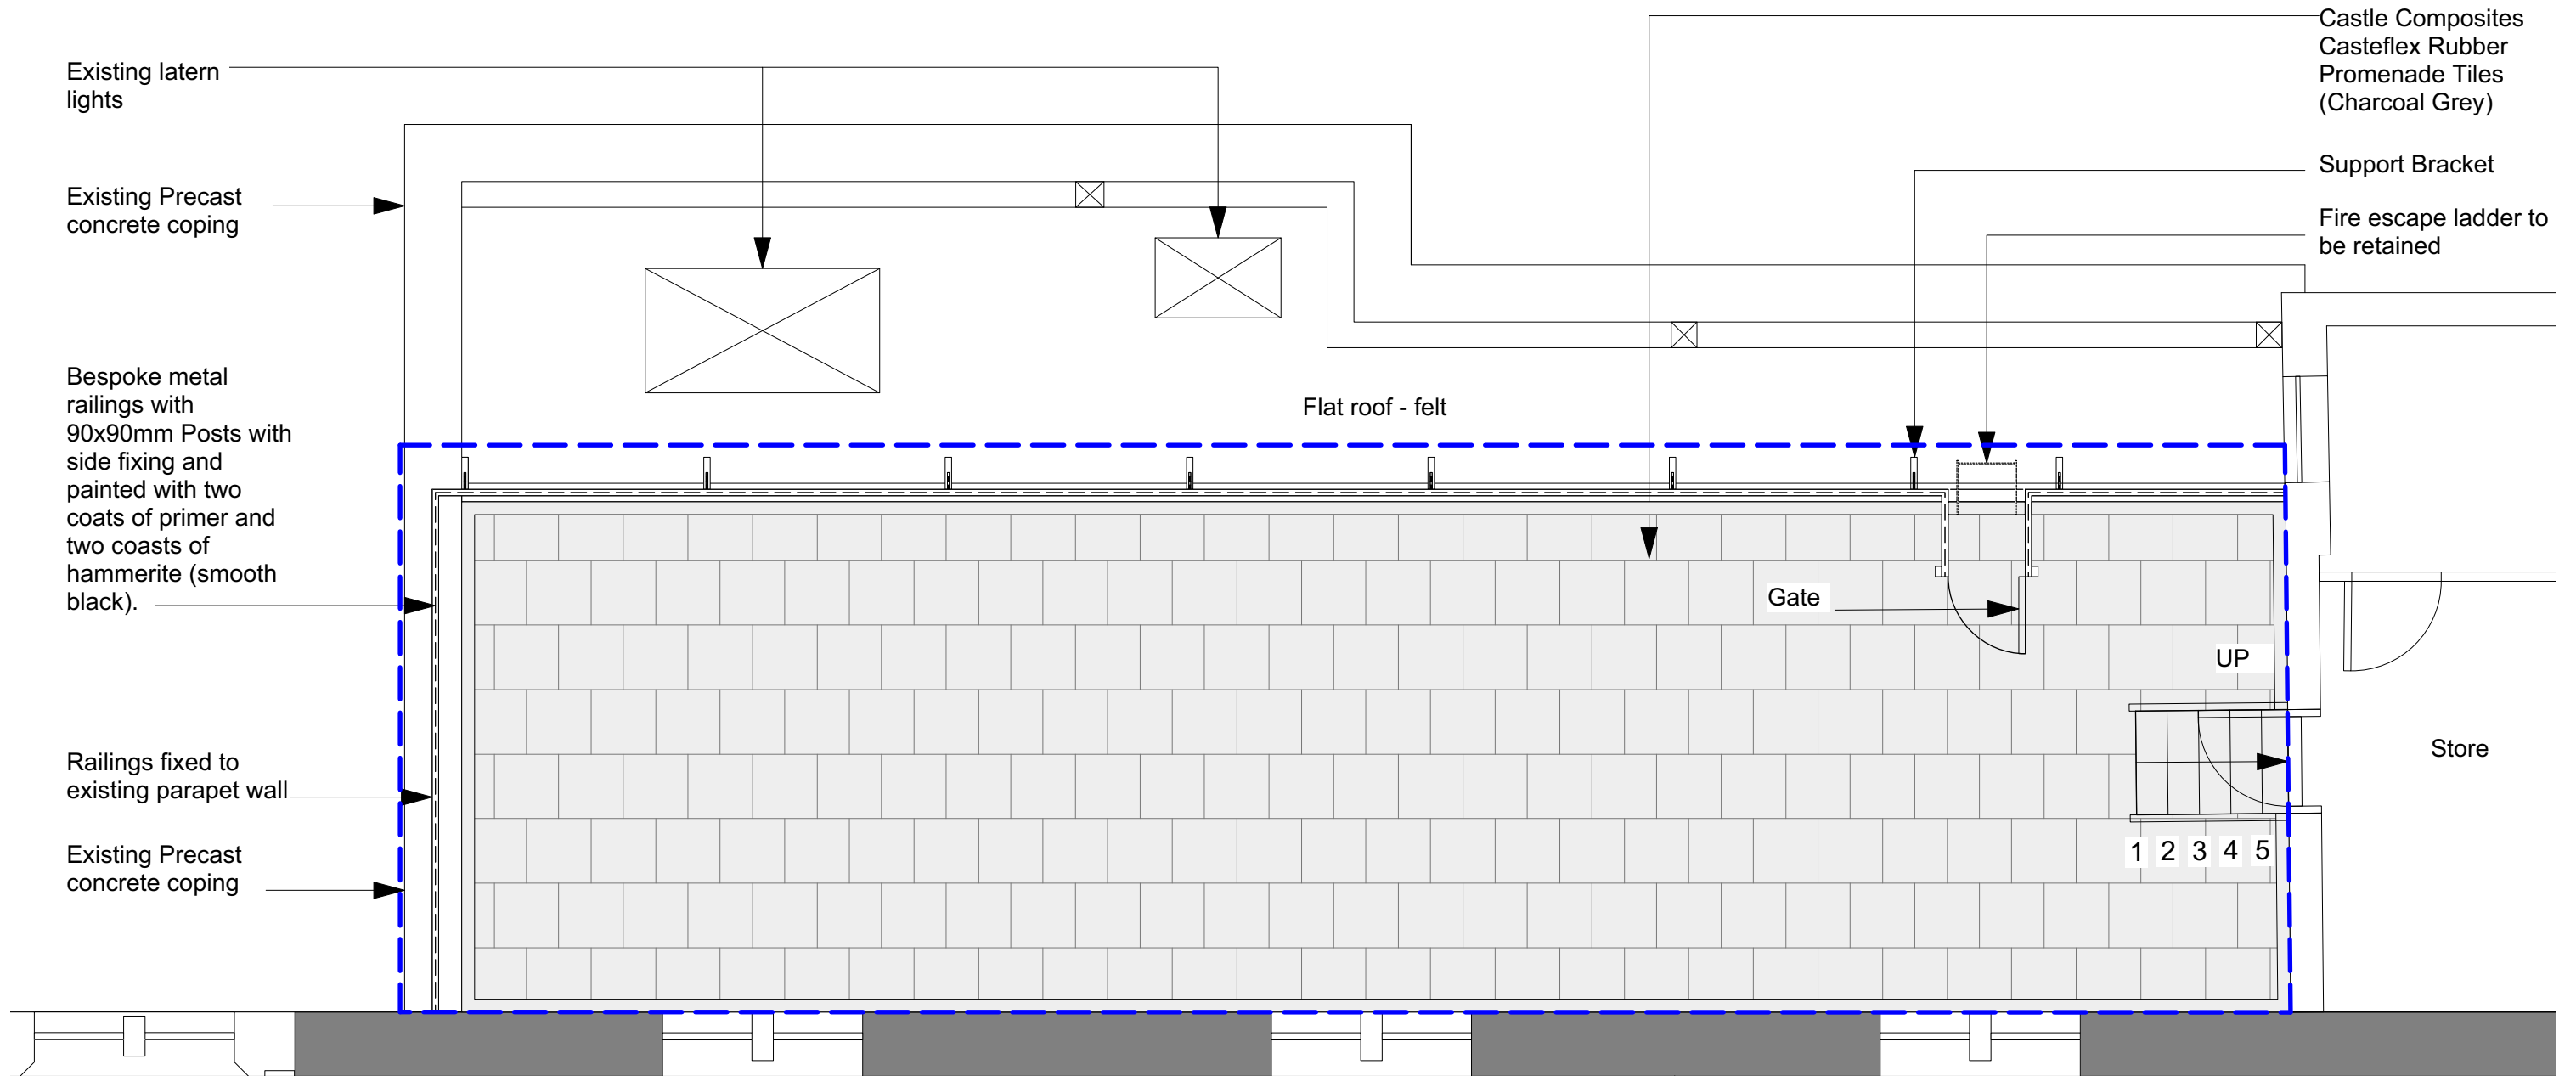 Existing latern
lights
Existing Precast
concrete coping
Bespoke metal
railings with
90x90mm Posts with
side fixing and
painted with two
coats of primer and
two coasts of
hammerite (smooth
black).
Railings fixed to
existing parapet wall
Existing Precast
concrete coping
Flat roof - felt
Castle Composites
Casteflex Rubber
Promenade Tiles
(Charcoal Grey)
Support Bracket
Fire escape ladder to
be retained
Gate
UP
Store
1 2 3 4 5